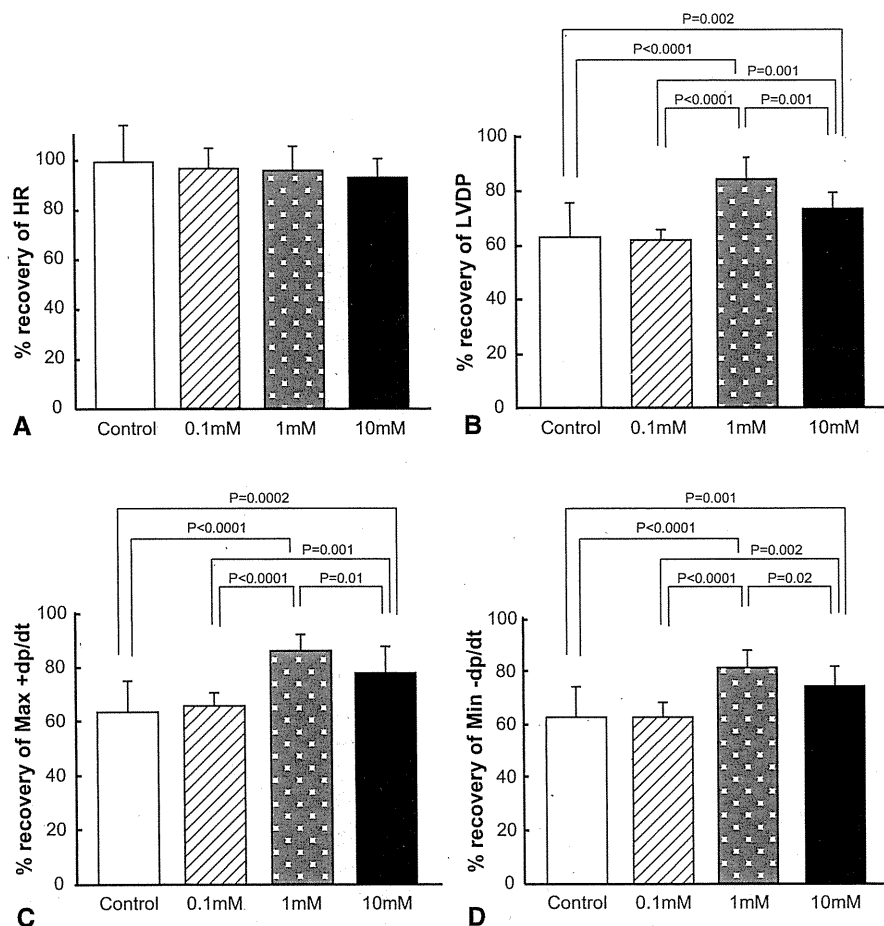 % recovery of HR
100
80
60
40
20
0
Control 0.1mM 1mM 10mM
A
P=0.002
P<0.0001
P=0.001
P<0.0001 P=0.001
% recovery of LVDP
100
80
60
40
20
0
Control 0.1mM 1mM 10mM
B
P=0.0002
P<0.0001
P=0.001
P<0.0001 P=0.01
% recovery of Max +dp/dt
100
80
60
40
20
0
Control 0.1mM 1mM 10mM
C
P=0.001
P<0.0001
P=0.002
P<0.0001 P=0.02
% recovery of Min -dp/dt
100
80
60
40
20
0
Control 0.1mM 1mM 10mM
D